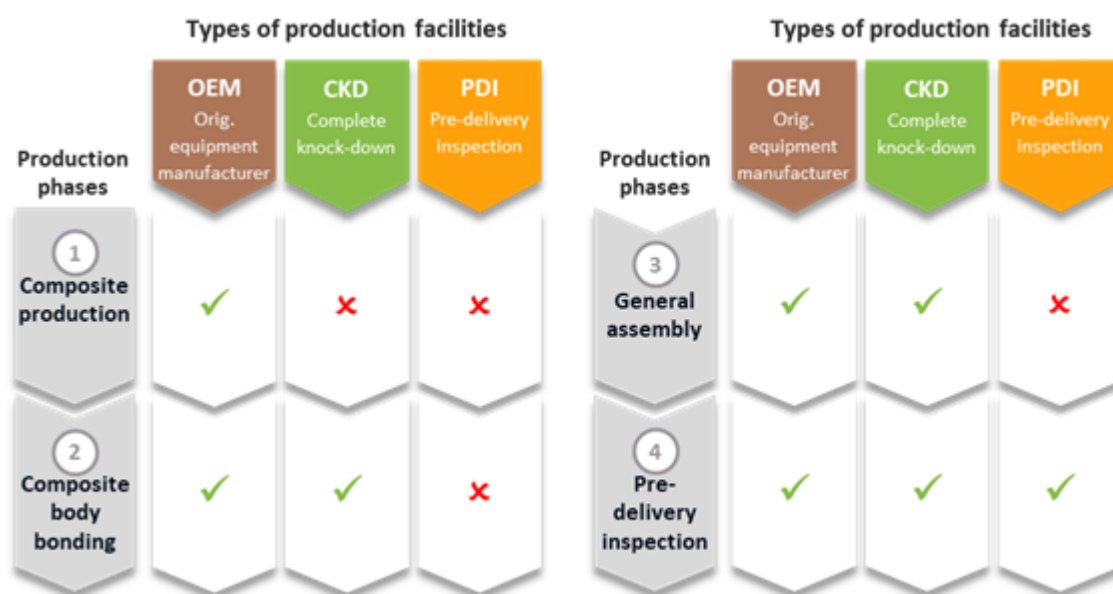 Types of production facilities
OEM
Orig.
equipment
manufacturer
CKD
Complete
knock-down
PDI
Pre-delivery
inspection
Production
phases
1
Composite
production
2
Composite
body
bonding
Types of production facilities
OEM
Orig.
equipment
manufacturer
CKD
Complete
knock-down
PDI
Pre-delivery
inspection
Production
phases
3
General
assembly
4
Pre-
delivery
inspection